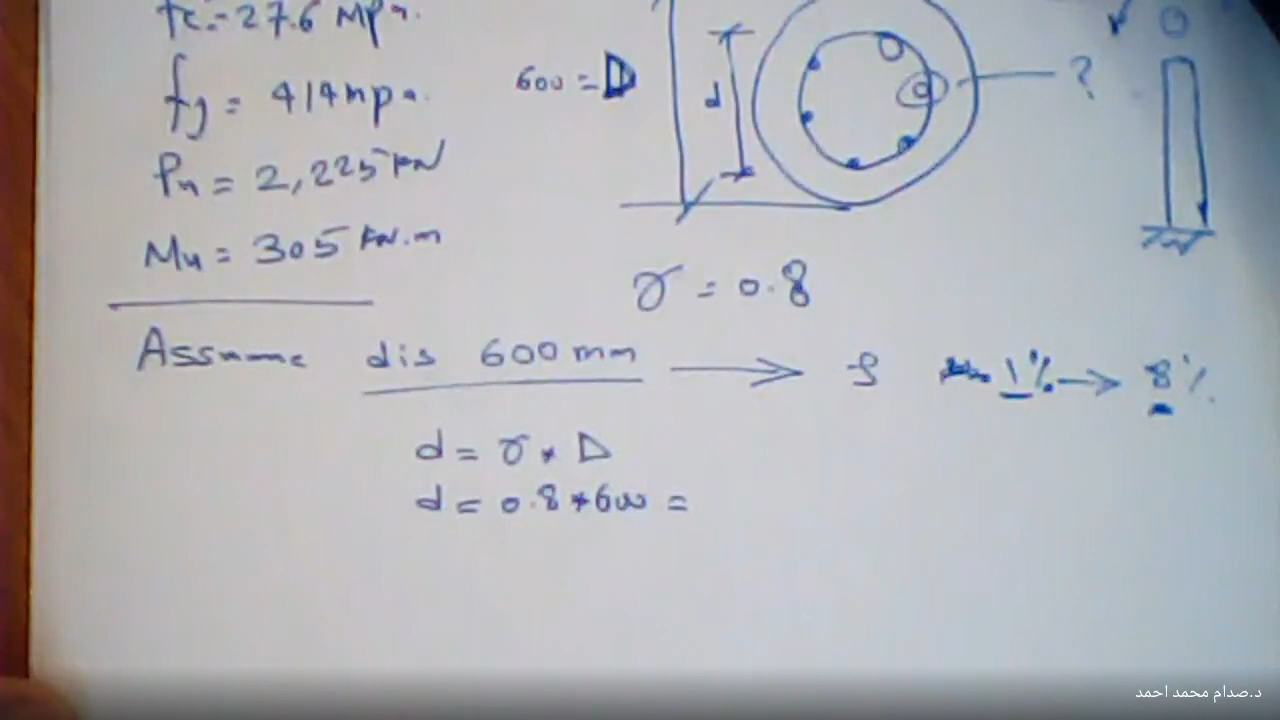 fc = 27.6 Mpa.
fy = 414 mpa.
Pu = 2,225 kN
Mu = 305 kN.m
600 = D
d
?
γ = 0.8
Assume dis 600 mm → ρ 1% → 8%
d = γ * D
d = 0.8 * 600 =
د.صدام محمد احمد